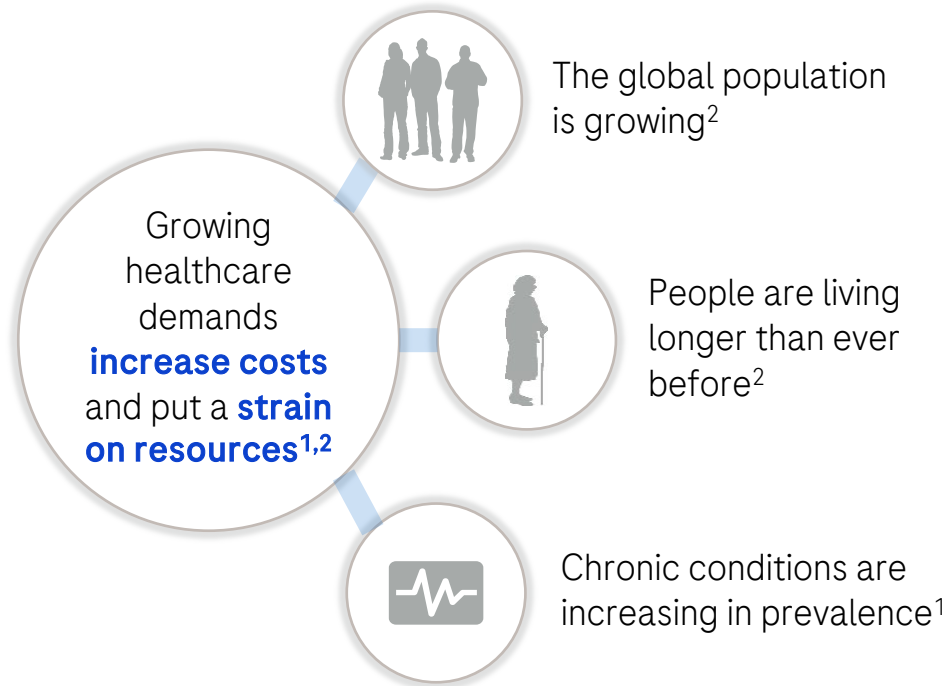 Growing
healthcare
demands
increase costs
and put a strain
on resources¹,²
The global population
is growing²
People are living
longer than ever
before²
Chronic conditions are
increasing in prevalence¹